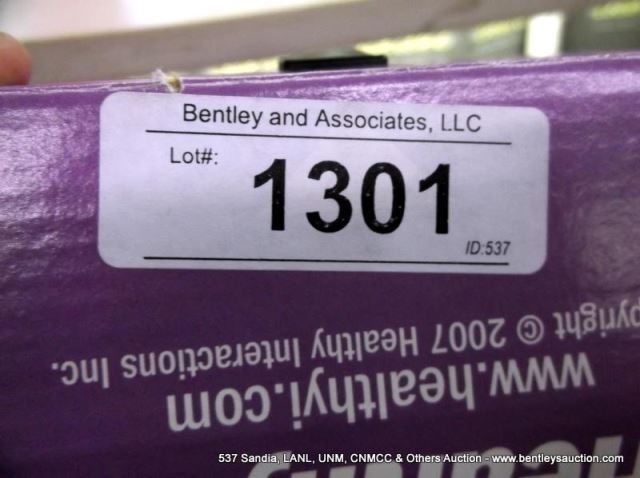 Bentley and Associates, LLC
Lot#:
1301
ID:537
pyright © 2007 Healthy Interactions Inc.
www.healthyi.com
537 Sandia, LANL, UNM, CNMCC & Others Auction - www.bentleysauction.com